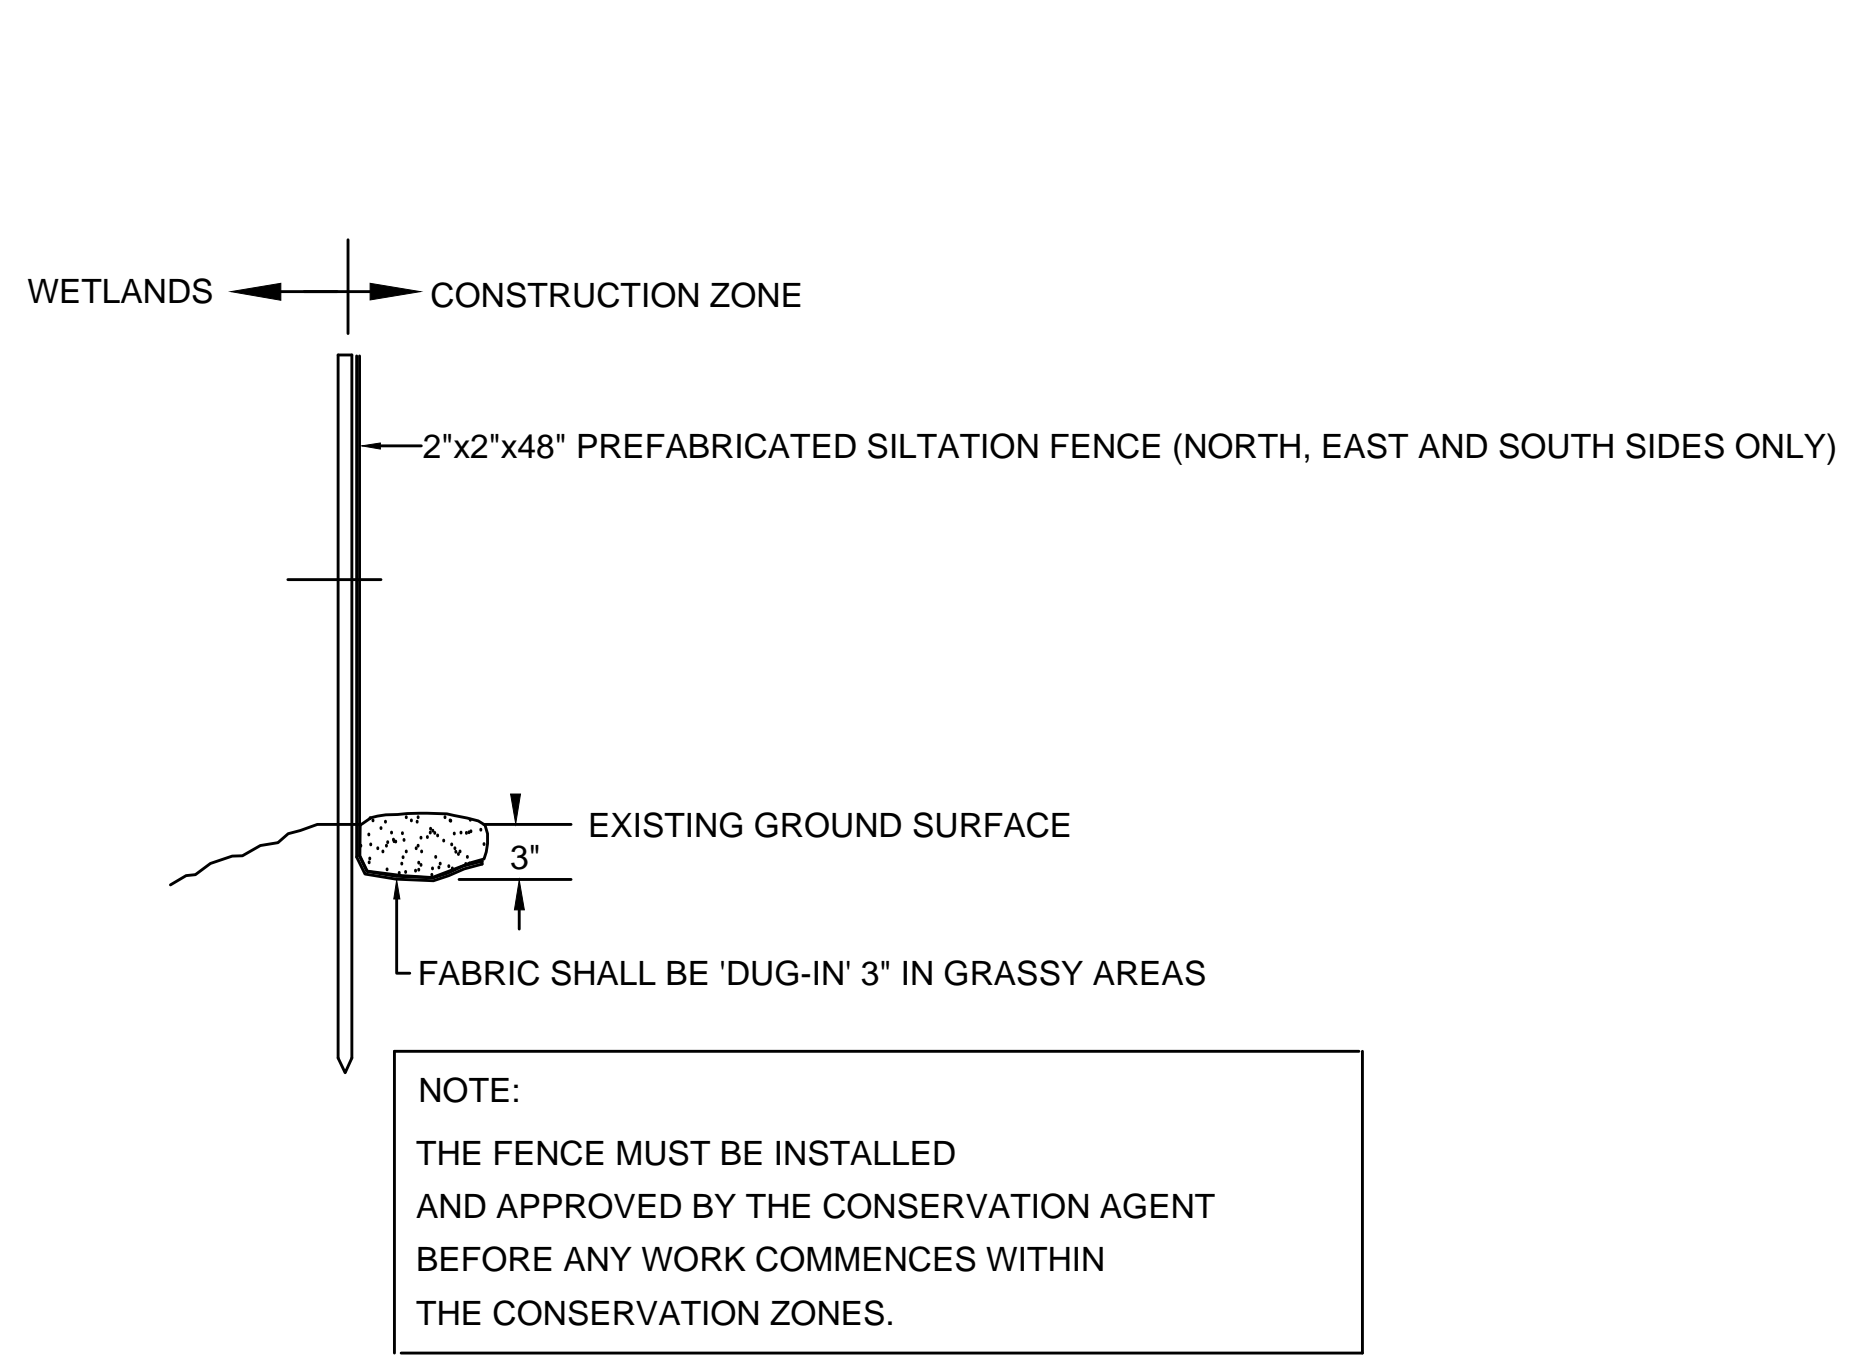 WETLANDS
CONSTRUCTION ZONE
2"x2"x48" PREFABRICATED SILTATION FENCE (NORTH, EAST AND SOUTH SIDES ONLY)
EXISTING GROUND SURFACE
3"
FABRIC SHALL BE 'DUG-IN' 3" IN GRASSY AREAS
NOTE:
THE FENCE MUST BE INSTALLED
AND APPROVED BY THE CONSERVATION AGENT
BEFORE ANY WORK COMMENCES WITHIN
THE CONSERVATION ZONES.